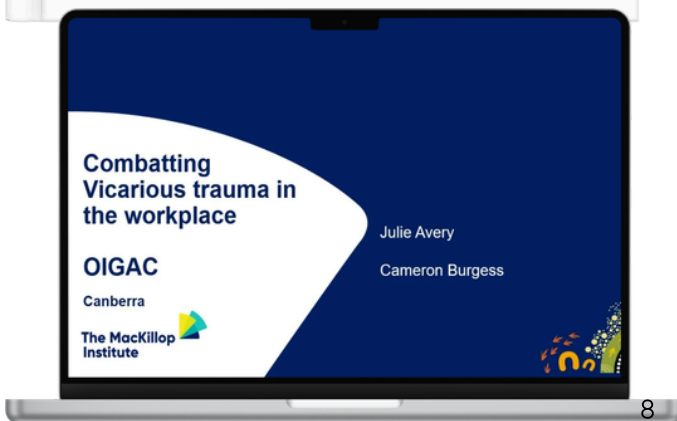 Combatting
Vicarious trauma in
the workplace
OIGAC
Canberra
The MacKillop
Institute
Julie Avery
Cameron Burgess
8